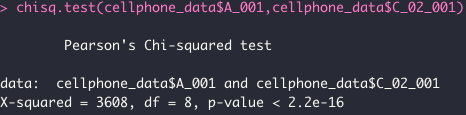 > chisq.test(cellphone_data$A_001,cellphone_data$C_02_001)
Pearson's Chi-squared test
data:  cellphone_data$A_001 and cellphone_data$C_02_001
X-squared = 3608, df = 8, p-value < 2.2e-16